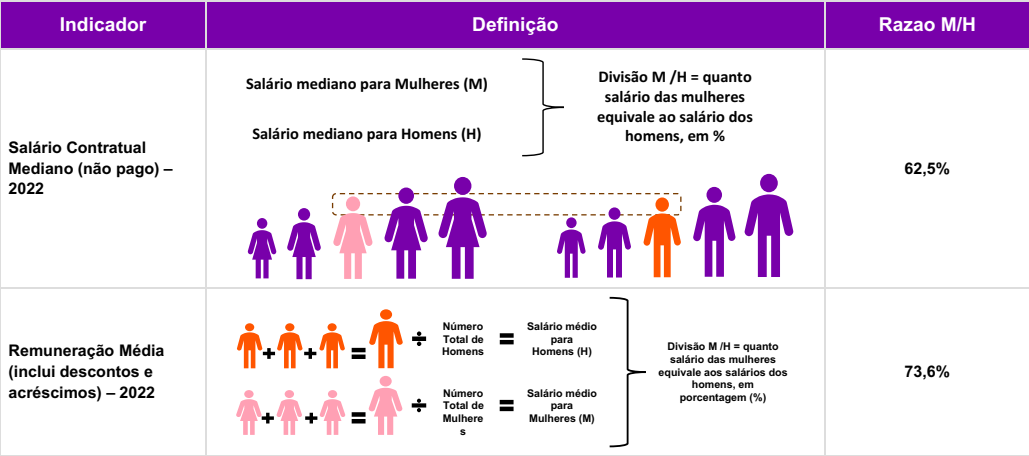 Indicador
Definição
Razao M/H
Salário Contratual
Mediano (não pago) –
2022
Salário mediano para Mulheres (M)
Salário mediano para Homens (H)
Divisão M /H = quanto
salário das mulheres
equivale ao salário dos
homens, em %
62,5%
Remuneração Média
(inclui descontos e
acréscimos) – 2022
+ + = ÷
Número
Total de
Homens
=
Salário médio
para
Homens (H)
+ + = ÷
Número
Total de
Mulhere
s
=
Salário médio
para
Mulheres (M)
Divisão M /H = quanto
salário das mulheres
equivale aos salários dos
homens, em
porcentagem (%)
73,6%